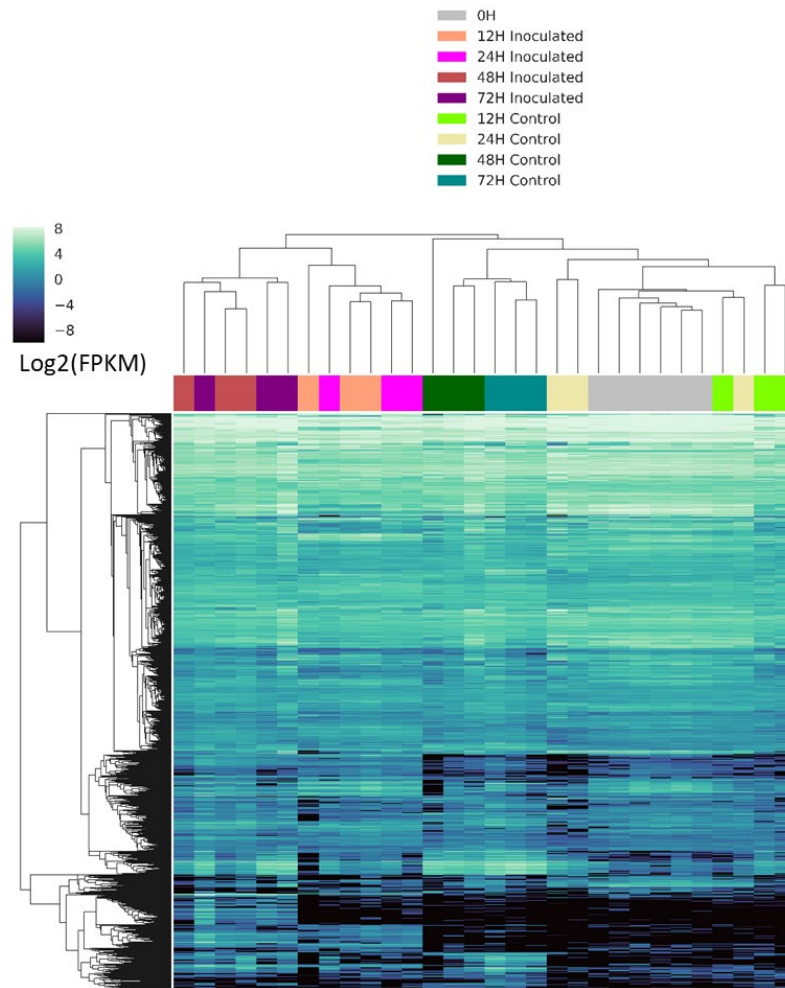 0H
12H Inoculated
24H Inoculated
48H Inoculated
72H Inoculated
12H Control
24H Control
48H Control
72H Control
8
4
0
−4
−8
Log2(FPKM)